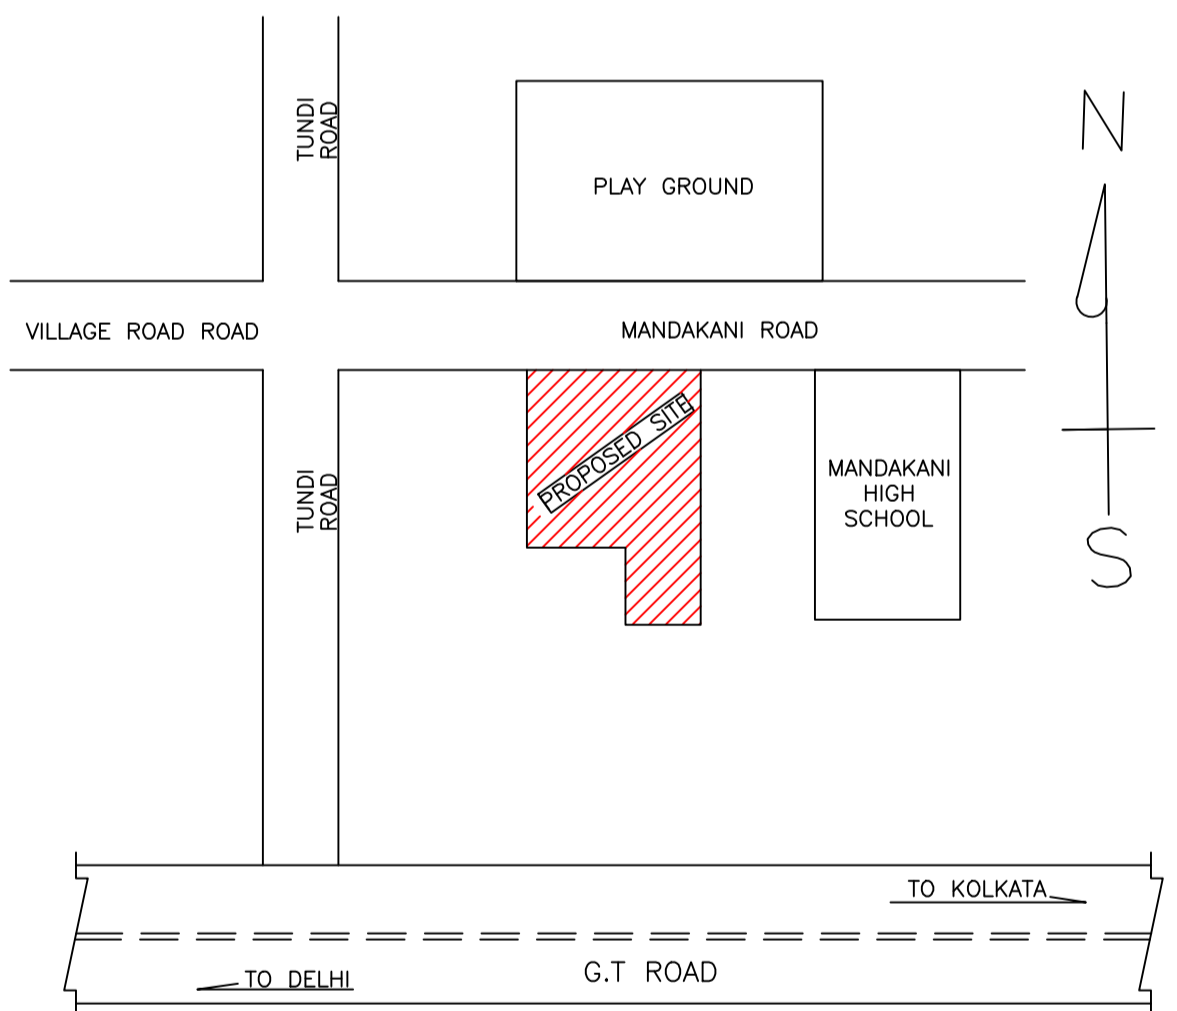 TUNDI
ROAD
N
PLAY GROUND
VILLAGE ROAD ROAD
MANDAKANI ROAD
PROPOSED SITE
TUNDI
ROAD
MANDAKANI
HIGH
SCHOOL
S
TO KOLKATA
G.T ROAD
TO DELHI